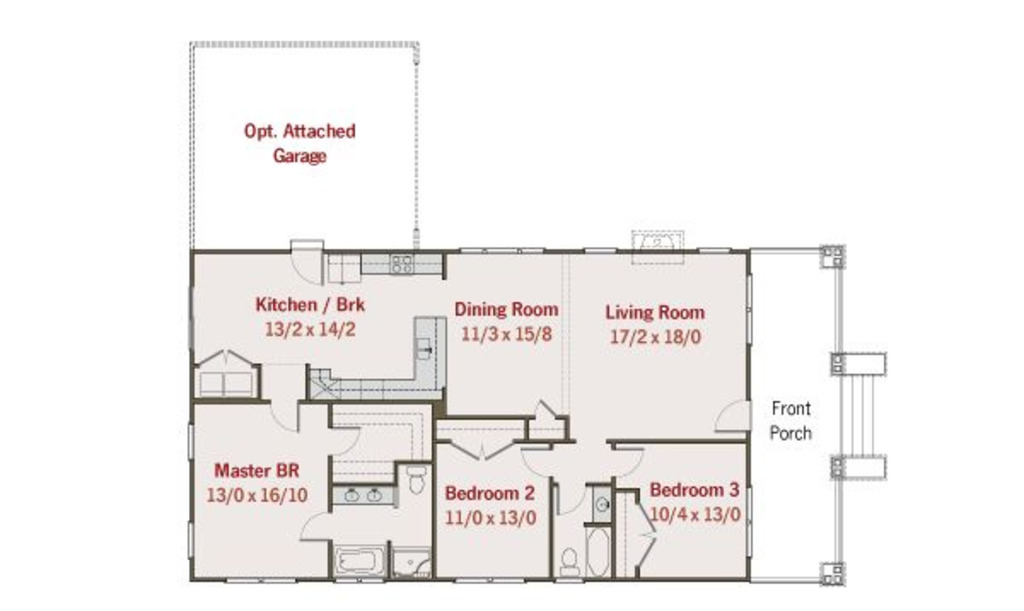 Opt. Attached
Garage
Kitchen / Brk
13/2 x 14/2
Dining Room
11/3 x 15/8
Living Room
17/2 x 18/0
Front
Porch
Master BR
13/0 x 16/10
Bedroom 2
11/0 x 13/0
Bedroom 3
10/4 x 13/0